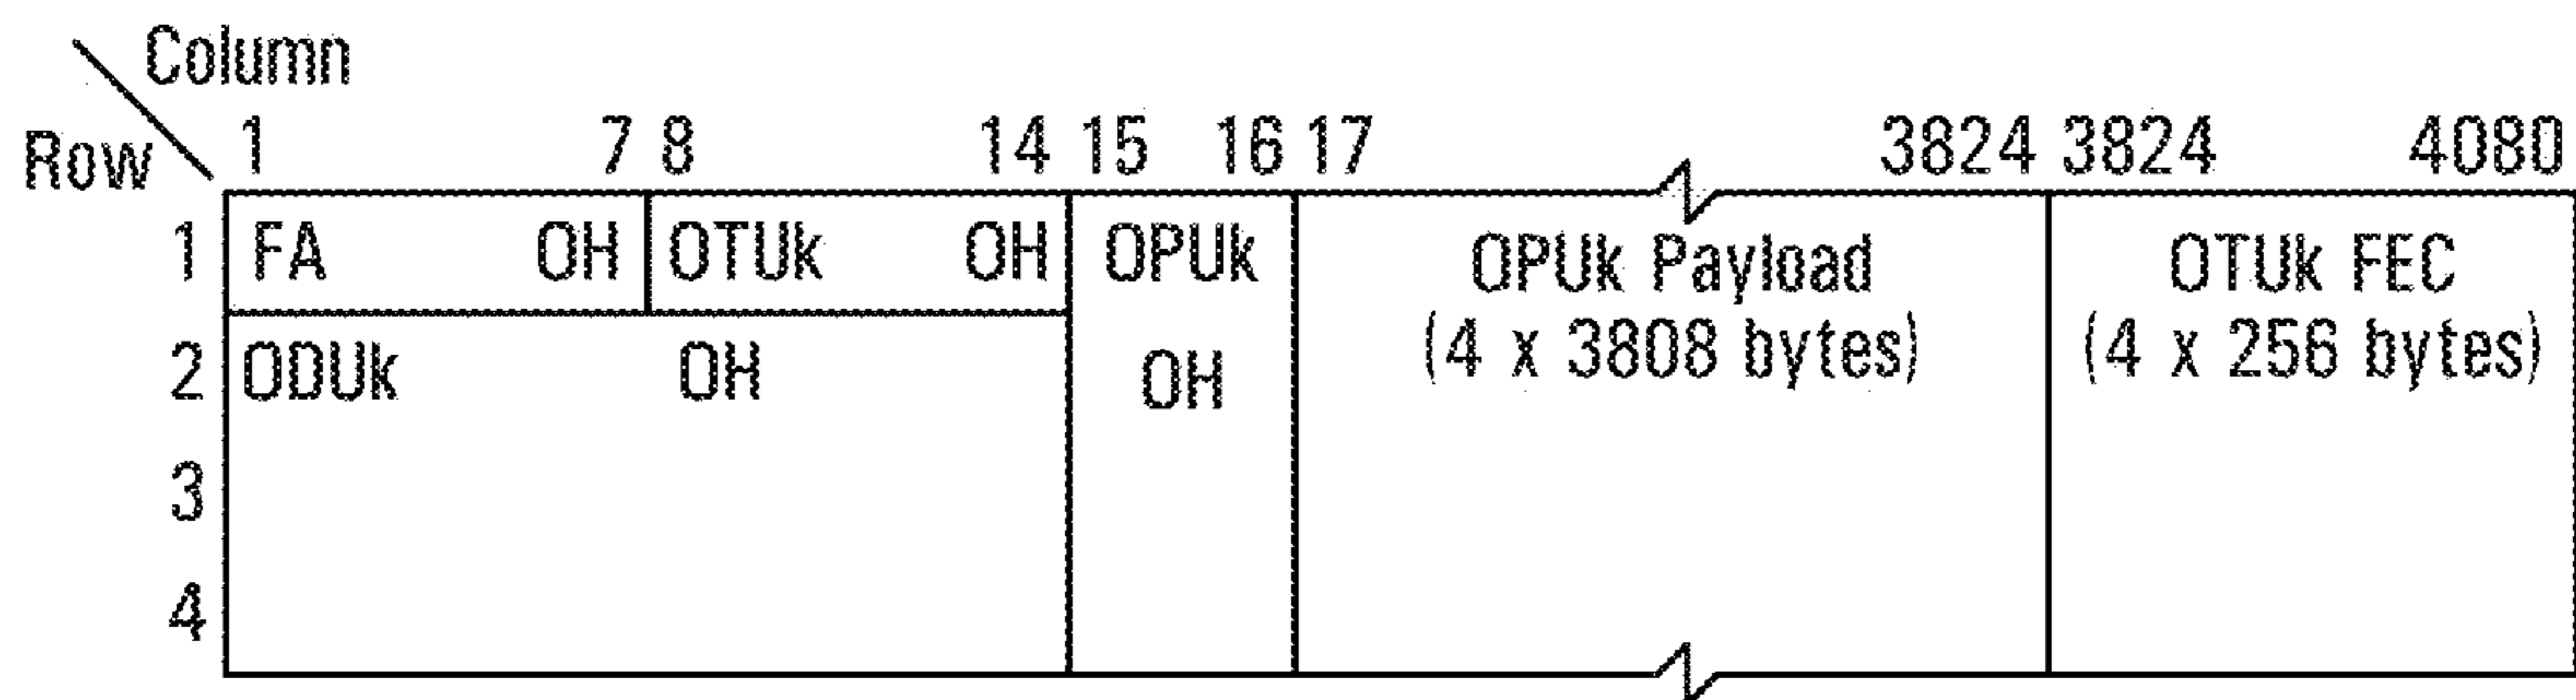 Column
Row 1 7 8 14 15 16 17 3824 3824 4080
1 FA OH OTUk OH OPUk OPUk Payload OTUk FEC
(4 x 3808 bytes) (4 x 256 bytes)
2 ODUk OH OH
3
4